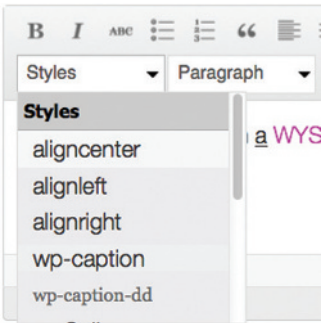 B I ABC
Styles Paragraph
Styles
a WYS
aligncenter
alignleft
alignright
wp-caption
wp-caption-dd